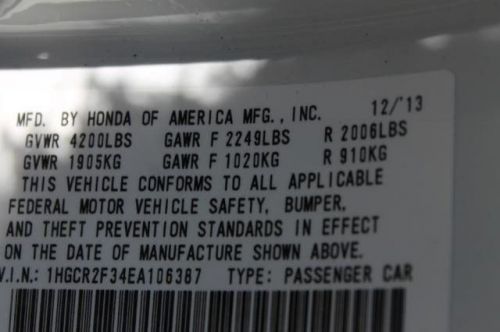 MFD. BY HONDA OF AMERICA MFG., INC. 12/'13
GVWR 4200LBS GAWR F 2249LBS R 2006LBS
GVWR 1905KG GAWR F 1020KG R 910KG
THIS VEHICLE CONFORMS TO ALL APPLICABLE
FEDERAL MOTOR VEHICLE SAFETY, BUMPER,
AND THEFT PREVENTION STANDARDS IN EFFECT
ON THE DATE OF MANUFACTURE SHOWN ABOVE.
V.I.N.: 1HGCR2F34EA106387 TYPE: PASSENGER CAR